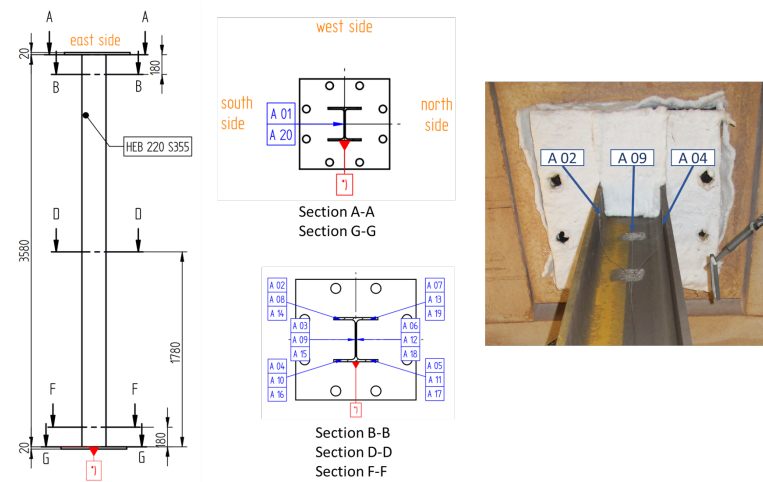 A
A
east side
20
180
B
B
HEB 220 S355
D
D
3580
1780
F
F
180
20
G
G
*)
west side
south
side
north
side
A 01
A 20
*)
Section A-A
Section G-G
A 02
A 08
A 14
A 07
A 13
A 19
A 03
A 09
A 15
A 06
A 12
A 18
A 04
A 10
A 16
A 05
A 11
A 17
*)
Section B-B
Section D-D
Section F-F
A 02
A 09
A 04